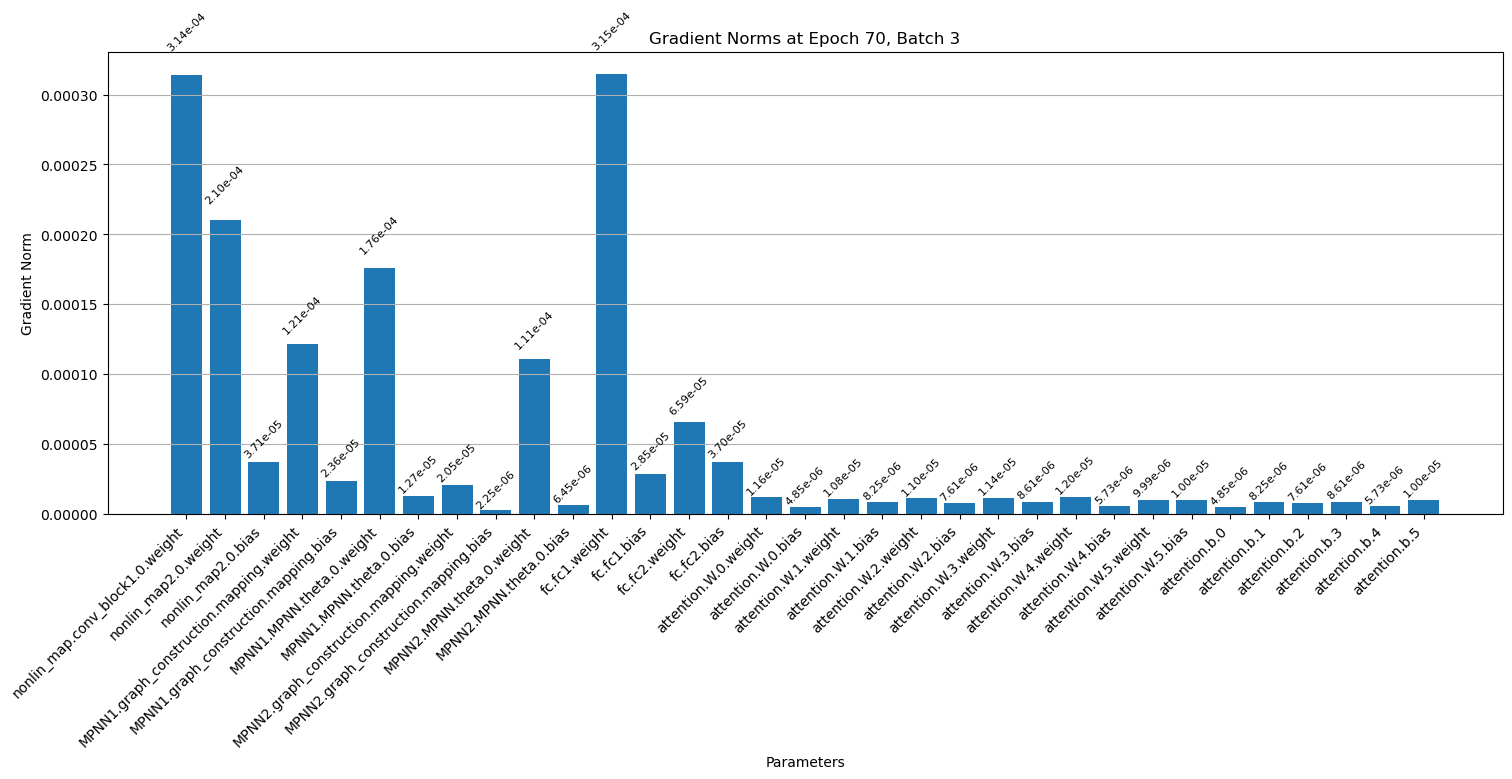 Gradient Norms at Epoch 70, Batch 3
Gradient Norm
0.00030
0.00025
0.00020
0.00015
0.00010
0.00005
0.00000
3.14e-04
2.10e-04
3.71e-05
1.21e-04
2.36e-05
1.76e-04
1.27e-05
2.05e-05
2.25e-06
1.11e-04
6.45e-06
3.15e-04
2.85e-05
6.59e-05
3.70e-05
1.16e-05
4.85e-06
1.08e-05
8.25e-06
1.10e-05
7.61e-06
1.14e-05
8.61e-06
1.20e-05
5.73e-06
9.99e-06
1.00e-05
4.85e-06
8.25e-06
7.61e-06
8.61e-06
5.73e-06
1.00e-05
nonlin_map.conv_block1.0.weight
nonlin_map2.0.weight
nonlin_map2.0.bias
MPNN1.graph_construction.mapping.weight
MPNN1.graph_construction.mapping.bias
MPNN1.MPNN.theta.0.weight
MPNN1.MPNN.theta.0.bias
MPNN2.graph_construction.mapping.weight
MPNN2.graph_construction.mapping.bias
MPNN2.MPNN.theta.0.weight
MPNN2.MPNN.theta.0.bias
fc.fc1.weight
fc.fc1.bias
fc.fc2.weight
fc.fc2.bias
attention.W.0.weight
attention.W.0.bias
attention.W.1.weight
attention.W.1.bias
attention.W.2.weight
attention.W.2.bias
attention.W.3.weight
attention.W.3.bias
attention.W.4.weight
attention.W.4.bias
attention.W.5.weight
attention.W.5.bias
attention.b.0
attention.b.1
attention.b.2
attention.b.3
attention.b.4
attention.b.5
Parameters